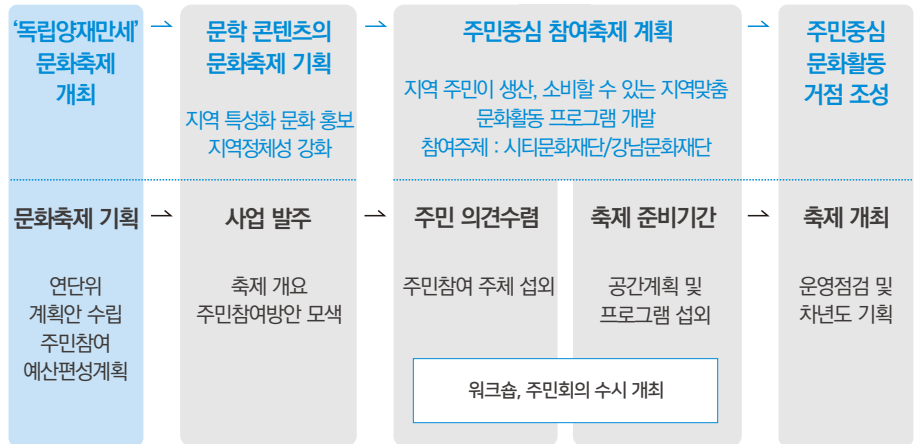 '독립양재만세'
문화축제
개최
→
문학 콘텐츠의
문화축제 기획
지역 특성화 문화 홍보
지역정체성 강화
→
주민중심 참여축제 계획
지역 주민이 생산, 소비할 수 있는 지역맞춤
문화활동 프로그램 개발
참여주체 : 시티문화재단/강남문화재단
→
주민중심
문화활동
거점 조성
문화축제 기획
연단위
계획안 수립
주민참여
예산편성계획
→
사업 발주
축제 개요
주민참여방안 모색
→
주민 의견수렴
주민참여 주체 섭외
축제 준비기간
공간계획 및
프로그램 섭외
워크숍, 주민회의 수시 개최
→
축제 개최
운영점검 및
차년도 기획